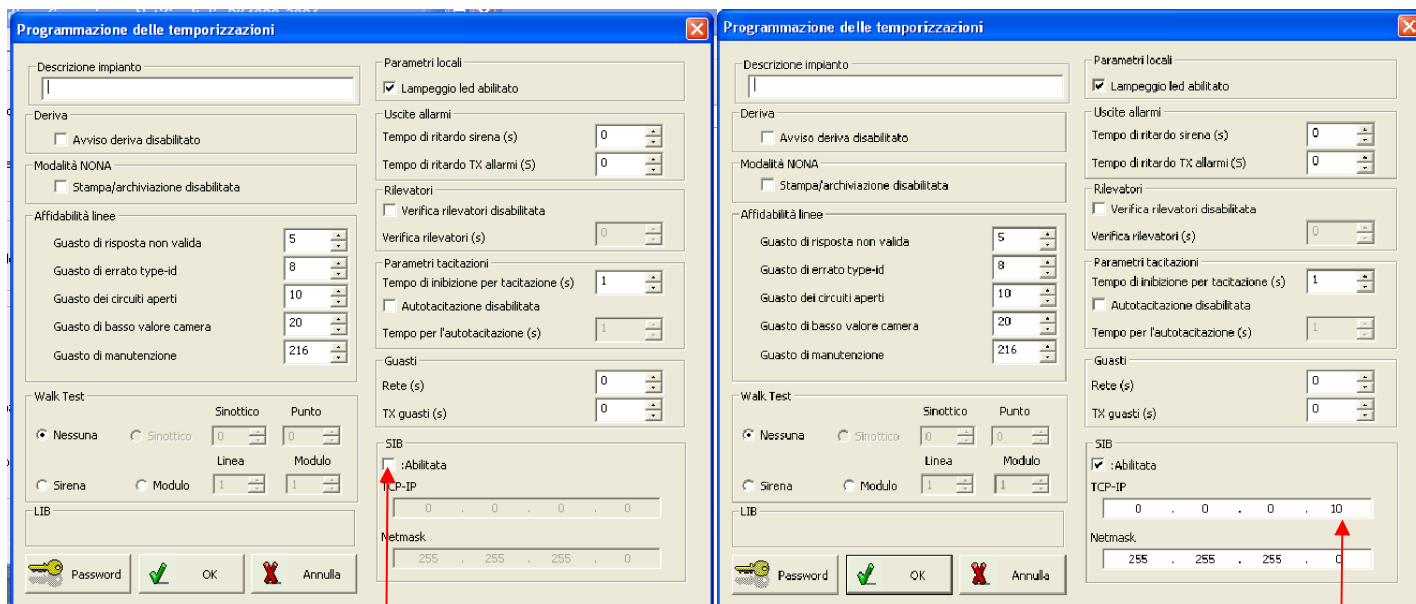 Programmazione delle temporizzazioni
Descrizione impianto
Deriva
Avviso deriva disabilitato
Modalità NONA
Stampa/archiviazione disabilitata
Affidabilità linee
Guasto di risposta non valida 5
Guasto di errato type-id 8
Guasto dei circuiti aperti 10
Guasto di basso valore camera 20
Guasto di manutenzione 216
Walk Test
Sinottico Punto
Nessuna Sinottico 0 0
Linea Modulo
Sirena Modulo 1 1
LIB
Password OK Annulla
Parametri locali
Lampeggio led abilitato
Uscite allarmi
Tempo di ritardo sirena (s) 0
Tempo di ritardo TX allarmi (S) 0
Rilevatori
Verifica rilevatori disabilitata
Verifica rilevatori (s) 0
Parametri tacitazioni
Tempo di inibizione per tacitazione (s) 1
Autotacitazione disabilitata
Tempo per l'autotacitazione (s) 1
Guasti
Rete (s) 0
TX guasti (s) 0
SIB
:Abilitata
TCP-IP
0 . 0 . 0 . 0
Netmask
255 . 255 . 255 . 0
Programmazione delle temporizzazioni
Descrizione impianto
Deriva
Avviso deriva disabilitato
Modalità NONA
Stampa/archiviazione disabilitata
Affidabilità linee
Guasto di risposta non valida 5
Guasto di errato type-id 8
Guasto dei circuiti aperti 10
Guasto di basso valore camera 20
Guasto di manutenzione 216
Walk Test
Sinottico Punto
Nessuna Sinottico 0 0
Linea Modulo
Sirena Modulo 1 1
LIB
Password OK Annulla
Parametri locali
Lampeggio led abilitato
Uscite allarmi
Tempo di ritardo sirena (s) 0
Tempo di ritardo TX allarmi (S) 0
Rilevatori
Verifica rilevatori disabilitata
Verifica rilevatori (s) 0
Parametri tacitazioni
Tempo di inibizione per tacitazione (s) 1
Autotacitazione disabilitata
Tempo per l'autotacitazione (s) 1
Guasti
Rete (s) 0
TX guasti (s) 0
SIB
:Abilitata
TCP-IP
0 . 0 . 0 . 10
Netmask
255 . 255 . 255 . 0